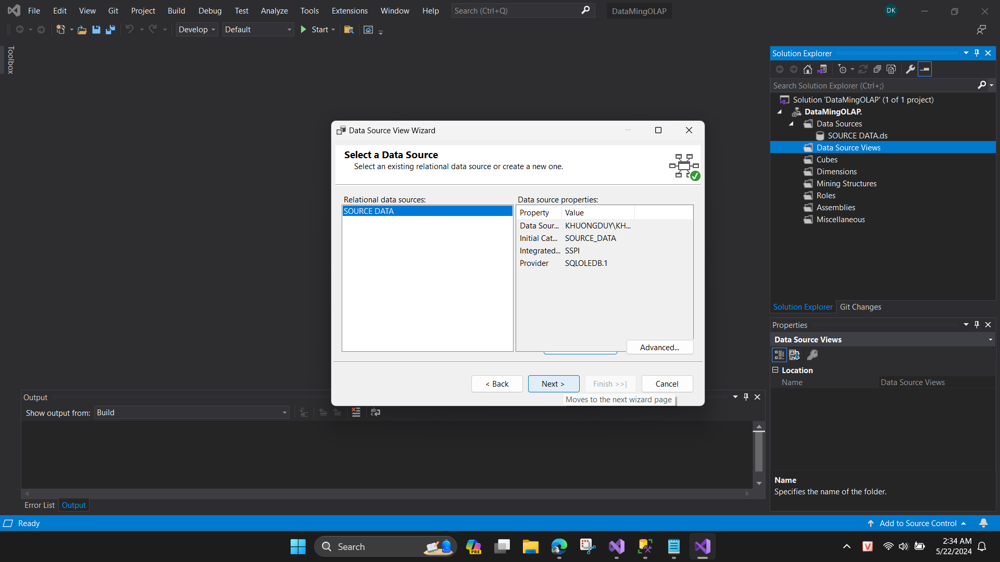 File Edit View Git Project Build Debug Test Analyze Tools Extensions Window Help Search (Ctrl+Q) DataMingOLAP DK
Develop Default Start
Toolbox
Solution Explorer
Search Solution Explorer (Ctrl+;)
Solution 'DataMingOLAP' (1 of 1 project)
DataMingOLAP.
Data Sources
SOURCE DATA.ds
Data Source Views
Cubes
Dimensions
Mining Structures
Roles
Assemblies
Miscellaneous
Solution Explorer Git Changes
Data Source View Wizard
Select a Data Source
Select an existing relational data source or create a new one.
Relational data sources: Data source properties:
SOURCE DATA
Property Value
Data Sour... KHUONGDUY\KH...
Initial Cat... SOURCE_DATA
Integrated... SSPI
Provider SQLOLEDB.1
Advanced...
< Back Next > Finish >>| Cancel
Moves to the next wizard page
Properties
Data Source Views
Location
Name Data Source Views
Name
Specifies the name of the folder.
Output
Show output from: Build
Error List Output
Ready Add to Source Control
Search PRE V 2:34 AM
5/22/2024